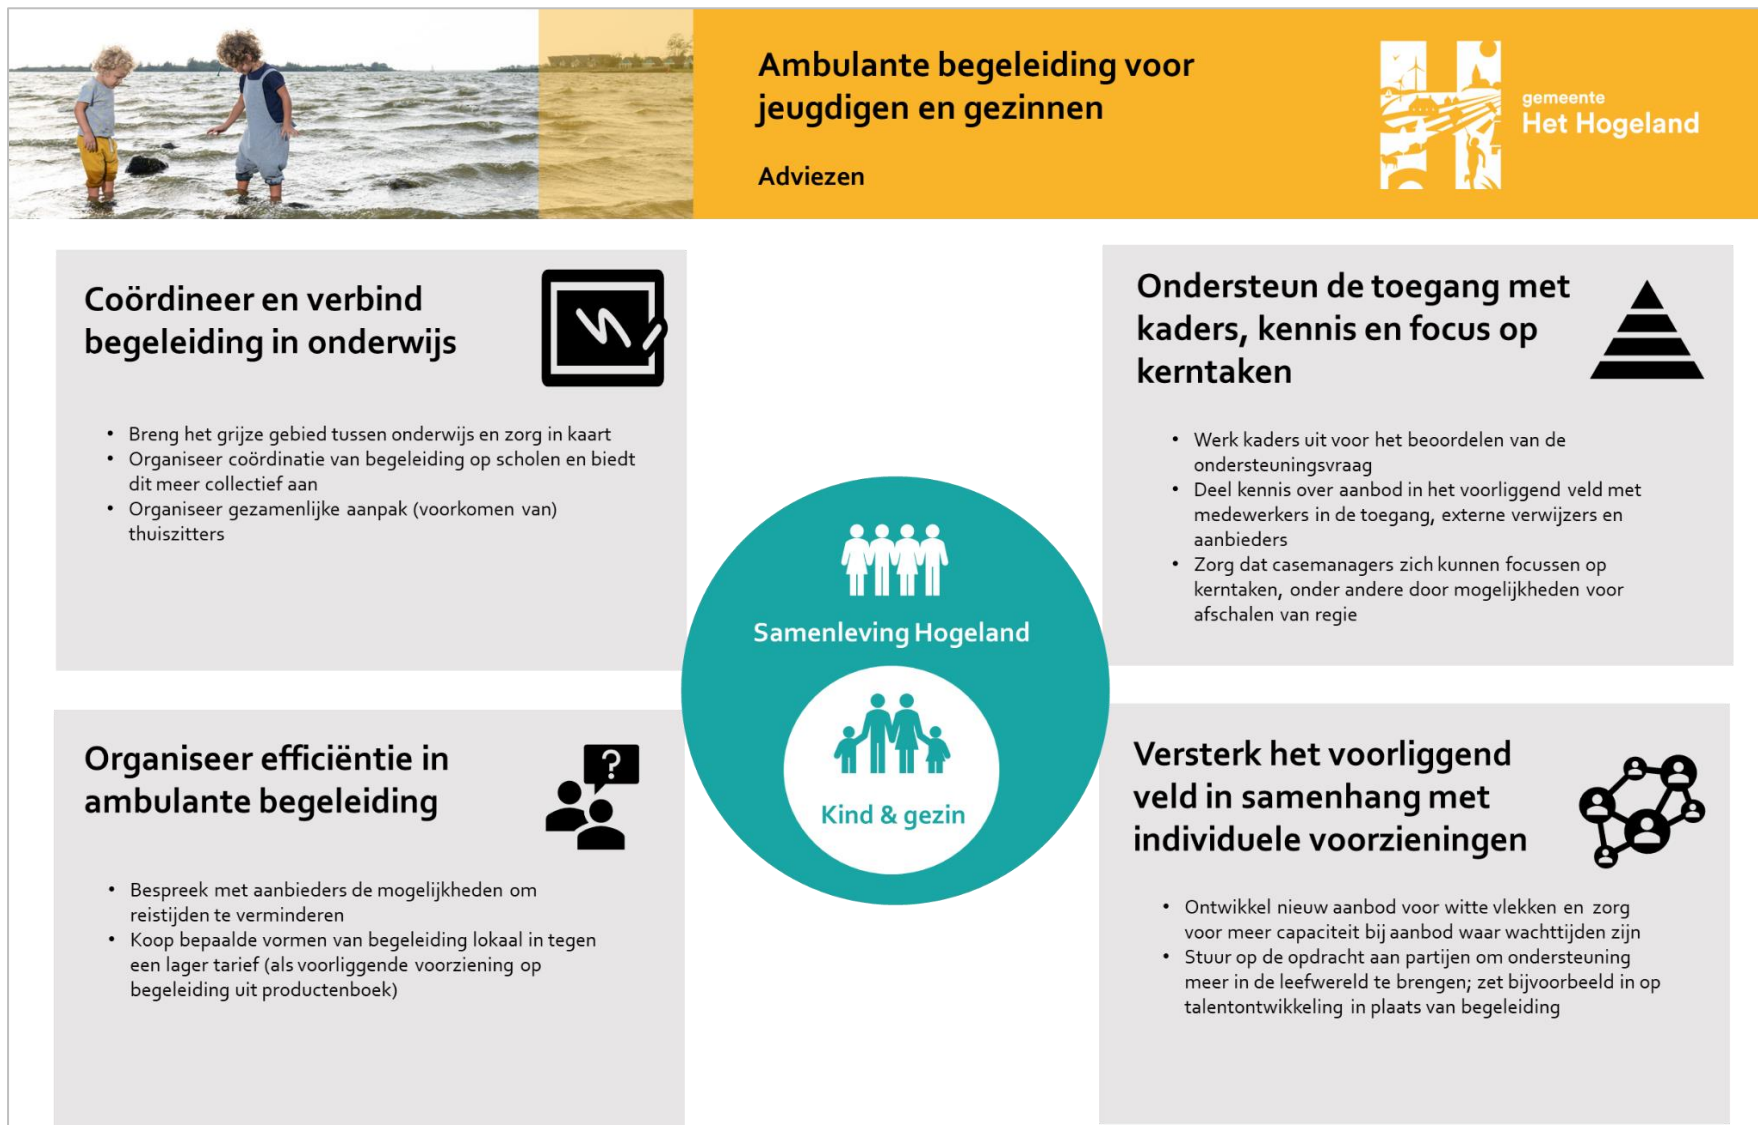 Ambulante begeleiding voor
jeugdigen en gezinnen
Adviezen
gemeente
Het Hogeland
Coördineer en verbind
begeleiding in onderwijs
• Breng het grijze gebied tussen onderwijs en zorg in kaart
• Organiseer coördinatie van begeleiding op scholen en biedt
dit meer collectief aan
• Organiseer gezamenlijke aanpak (voorkomen van)
thuiszitters
Ondersteun de toegang met
kaders, kennis en focus op
kerntaken
• Werk kaders uit voor het beoordelen van de
ondersteuningsvraag
• Deel kennis over aanbod in het voorliggend veld met
medewerkers in de toegang, externe verwijzers en
aanbieders
• Zorg dat casemanagers zich kunnen focussen op
kerntaken, onder andere door mogelijkheden voor
afschalen van regie
Samenleving Hogeland
Kind & gezin
Organiseer efficiëntie in
ambulante begeleiding
?
• Bespreek met aanbieders de mogelijkheden om
reistijden te verminderen
• Koop bepaalde vormen van begeleiding lokaal in tegen
een lager tarief (als voorliggende voorziening op
begeleiding uit productenboek)
Versterk het voorliggend
veld in samenhang met
individuele voorzieningen
• Ontwikkel nieuw aanbod voor witte vlekken en zorg
voor meer capaciteit bij aanbod waar wachttijden zijn
• Stuur op de opdracht aan partijen om ondersteuning
meer in de leefwereld te brengen; zet bijvoorbeeld in op
talentontwikkeling in plaats van begeleiding